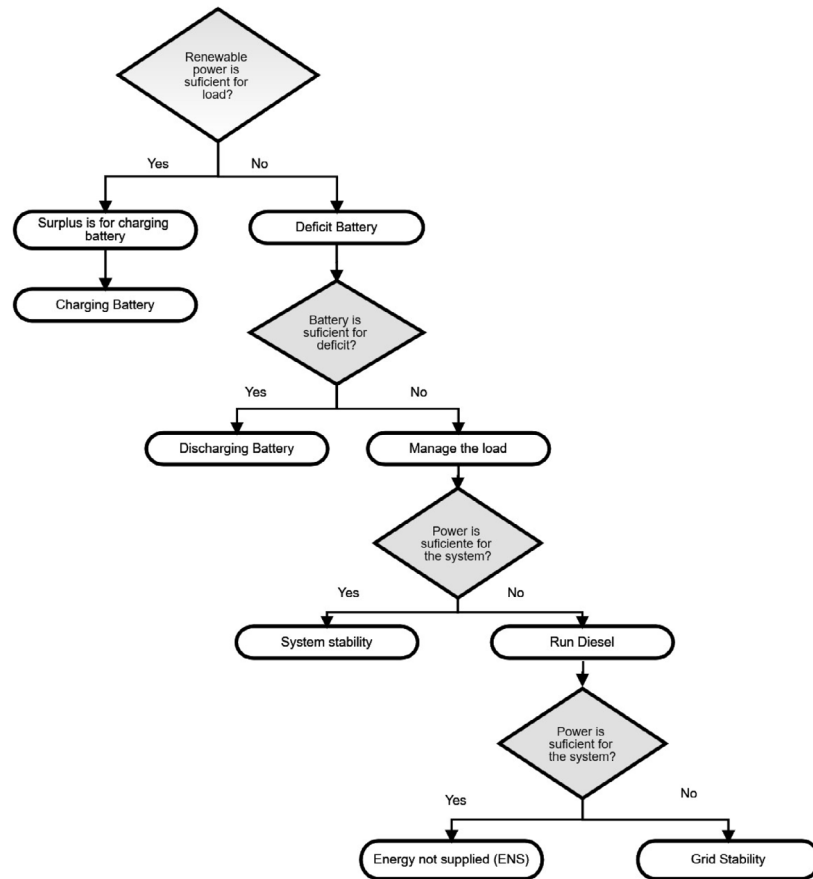 Renewable
power is
suficient for
load?
Yes
No
Surplus is for charging
battery
Deficit Battery
Charging Battery
Battery is
suficient for
deficit?
Yes
No
Discharging Battery
Manage the load
Power is
suficiente for
the system?
Yes
No
System stability
Run Diesel
Power is
suficient for
the system?
Yes
No
Energy not supplied (ENS)
Grid Stability